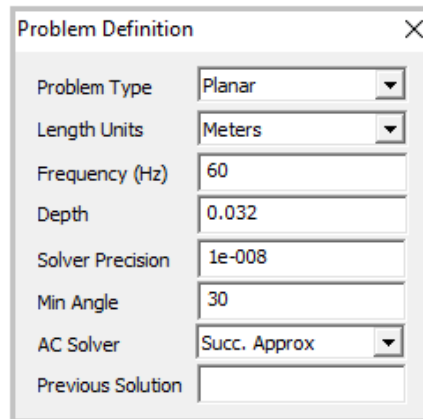 Problem Definition
Problem Type Planar
Length Units Meters
Frequency (Hz) 60
Depth 0.032
Solver Precision 1e-008
Min Angle 30
AC Solver Succ. Approx
Previous Solution